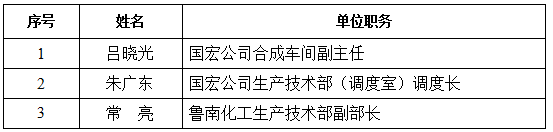 序号 姓名 单位职务
1 吕晓光 国宏公司合成车间副主任
2 朱广东 国宏公司生产技术部（调度室）调度长
3 常　亮 鲁南化工生产技术部副部长